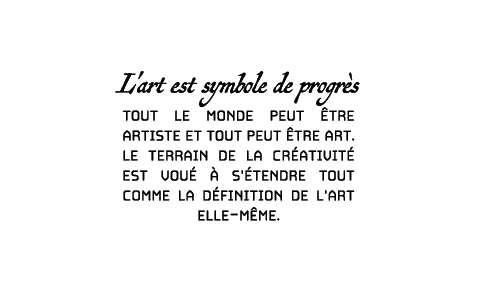 L'art est symbole de progrès
TOUT LE MONDE PEUT ÊTRE
ARTISTE ET TOUT PEUT ÊTRE ART.
LE TERRAIN DE LA CRÉATIVITÉ
EST VOUÉ À S'ÉTENDRE TOUT
COMME LA DÉFINITION DE L'ART
ELLE-MÊME.